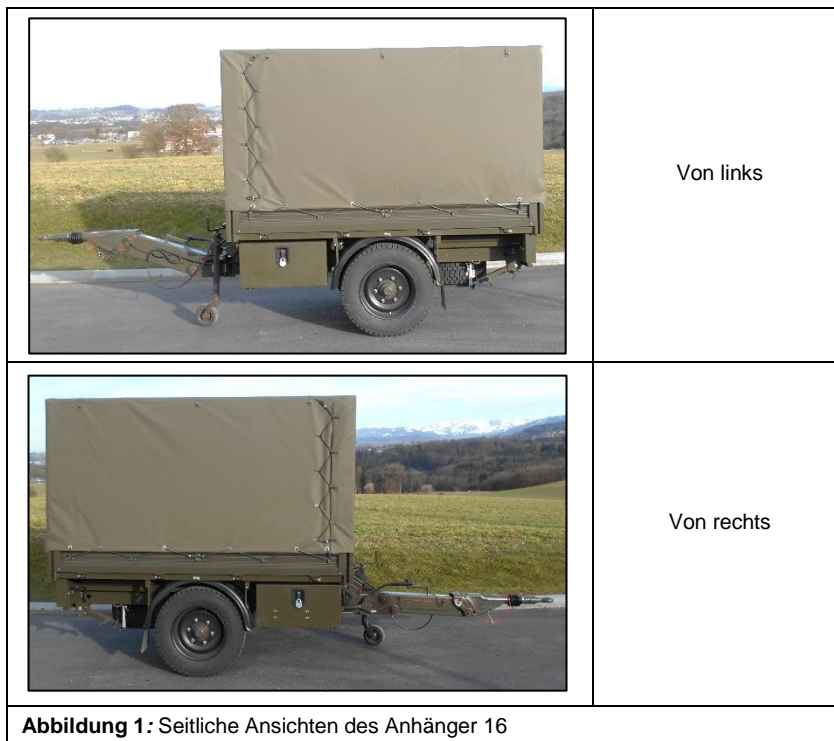 Von links
Von rechts
Abbildung 1: Seitliche Ansichten des Anhänger 16